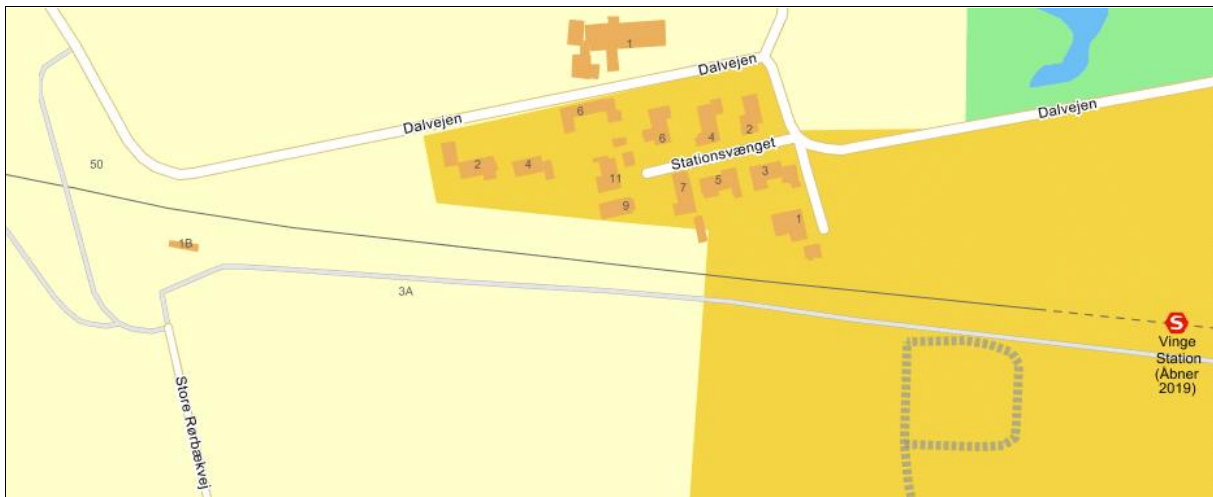 1
Dalvejen
Dalvejen
Dalvejen
6
6
4
2
Stationsvænget
50
2
4
11
7
5
3
9
1
1B
3A
S
Vinge
Station
(Åbner
2019)
Store Rørbækvej